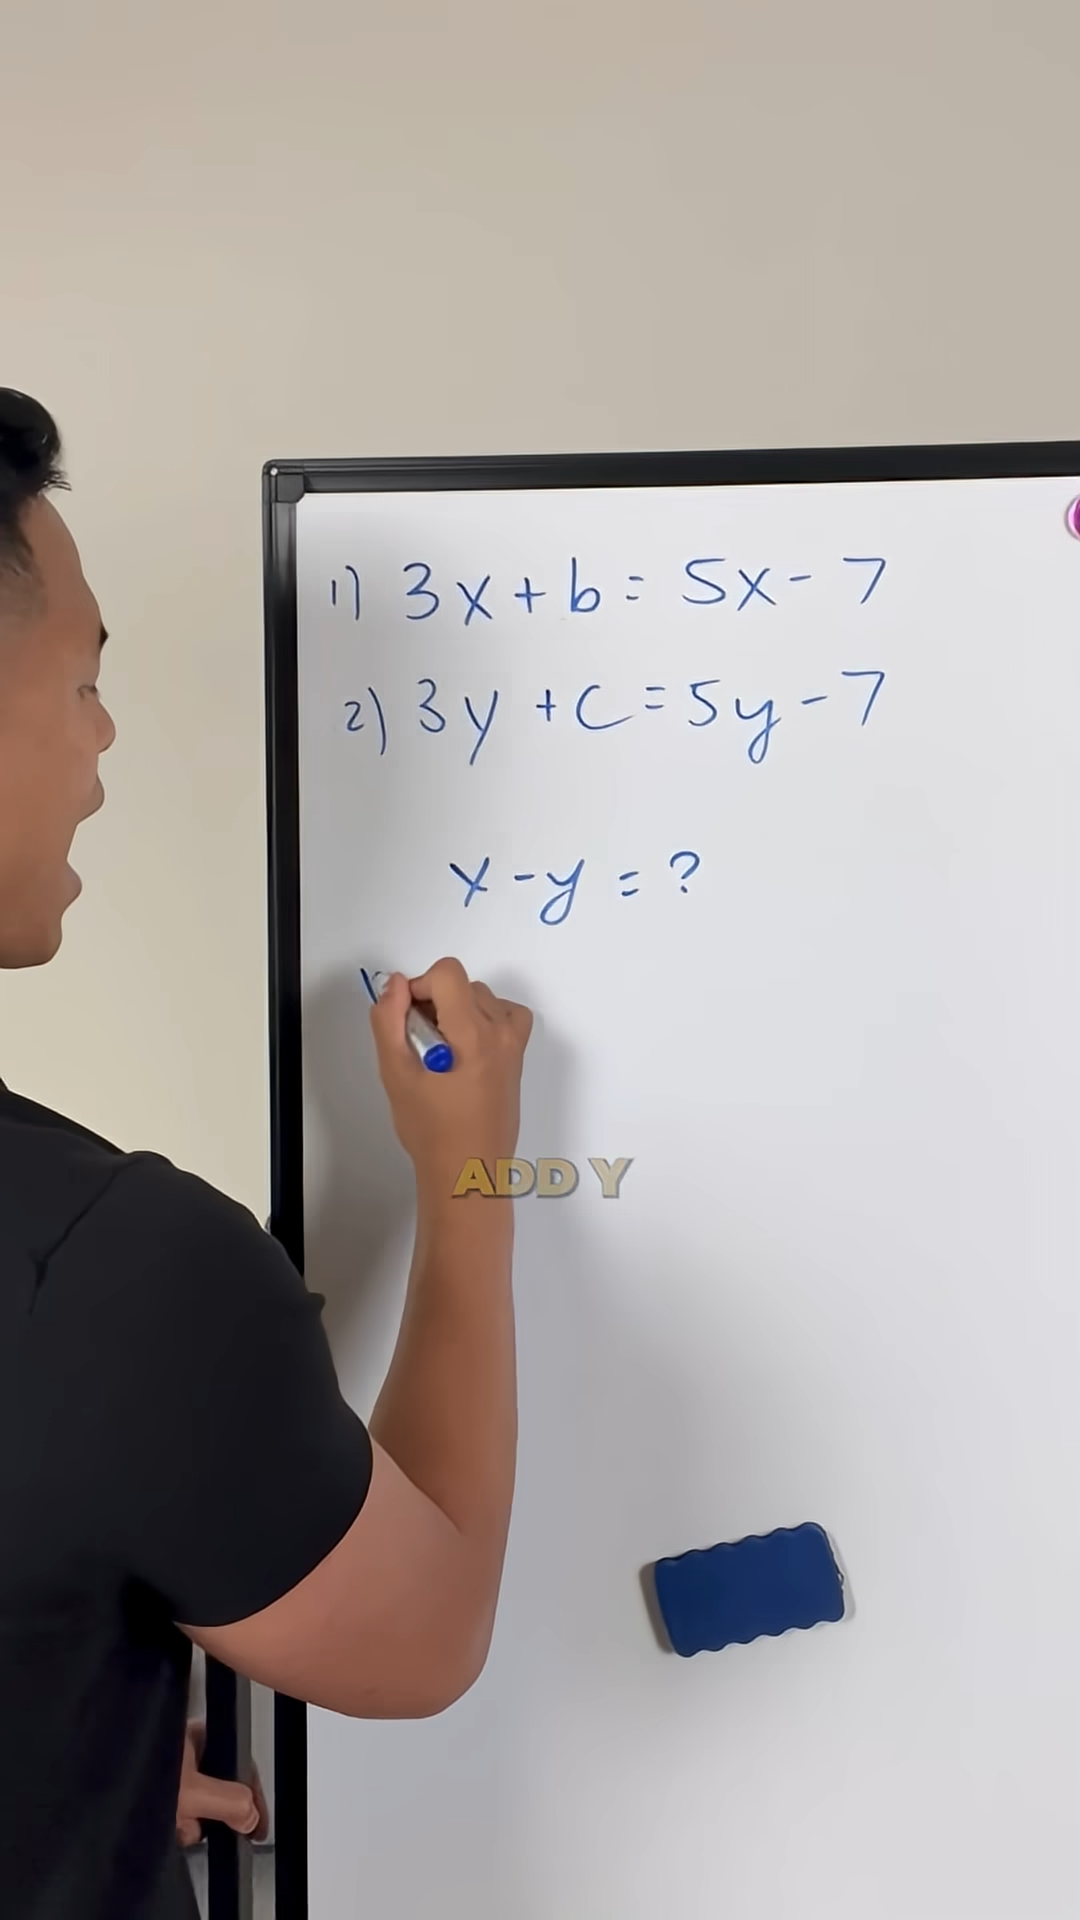 1) 3x + b = 5x - 7
2) 3y + c = 5y - 7
x - y = ?
ADD Y